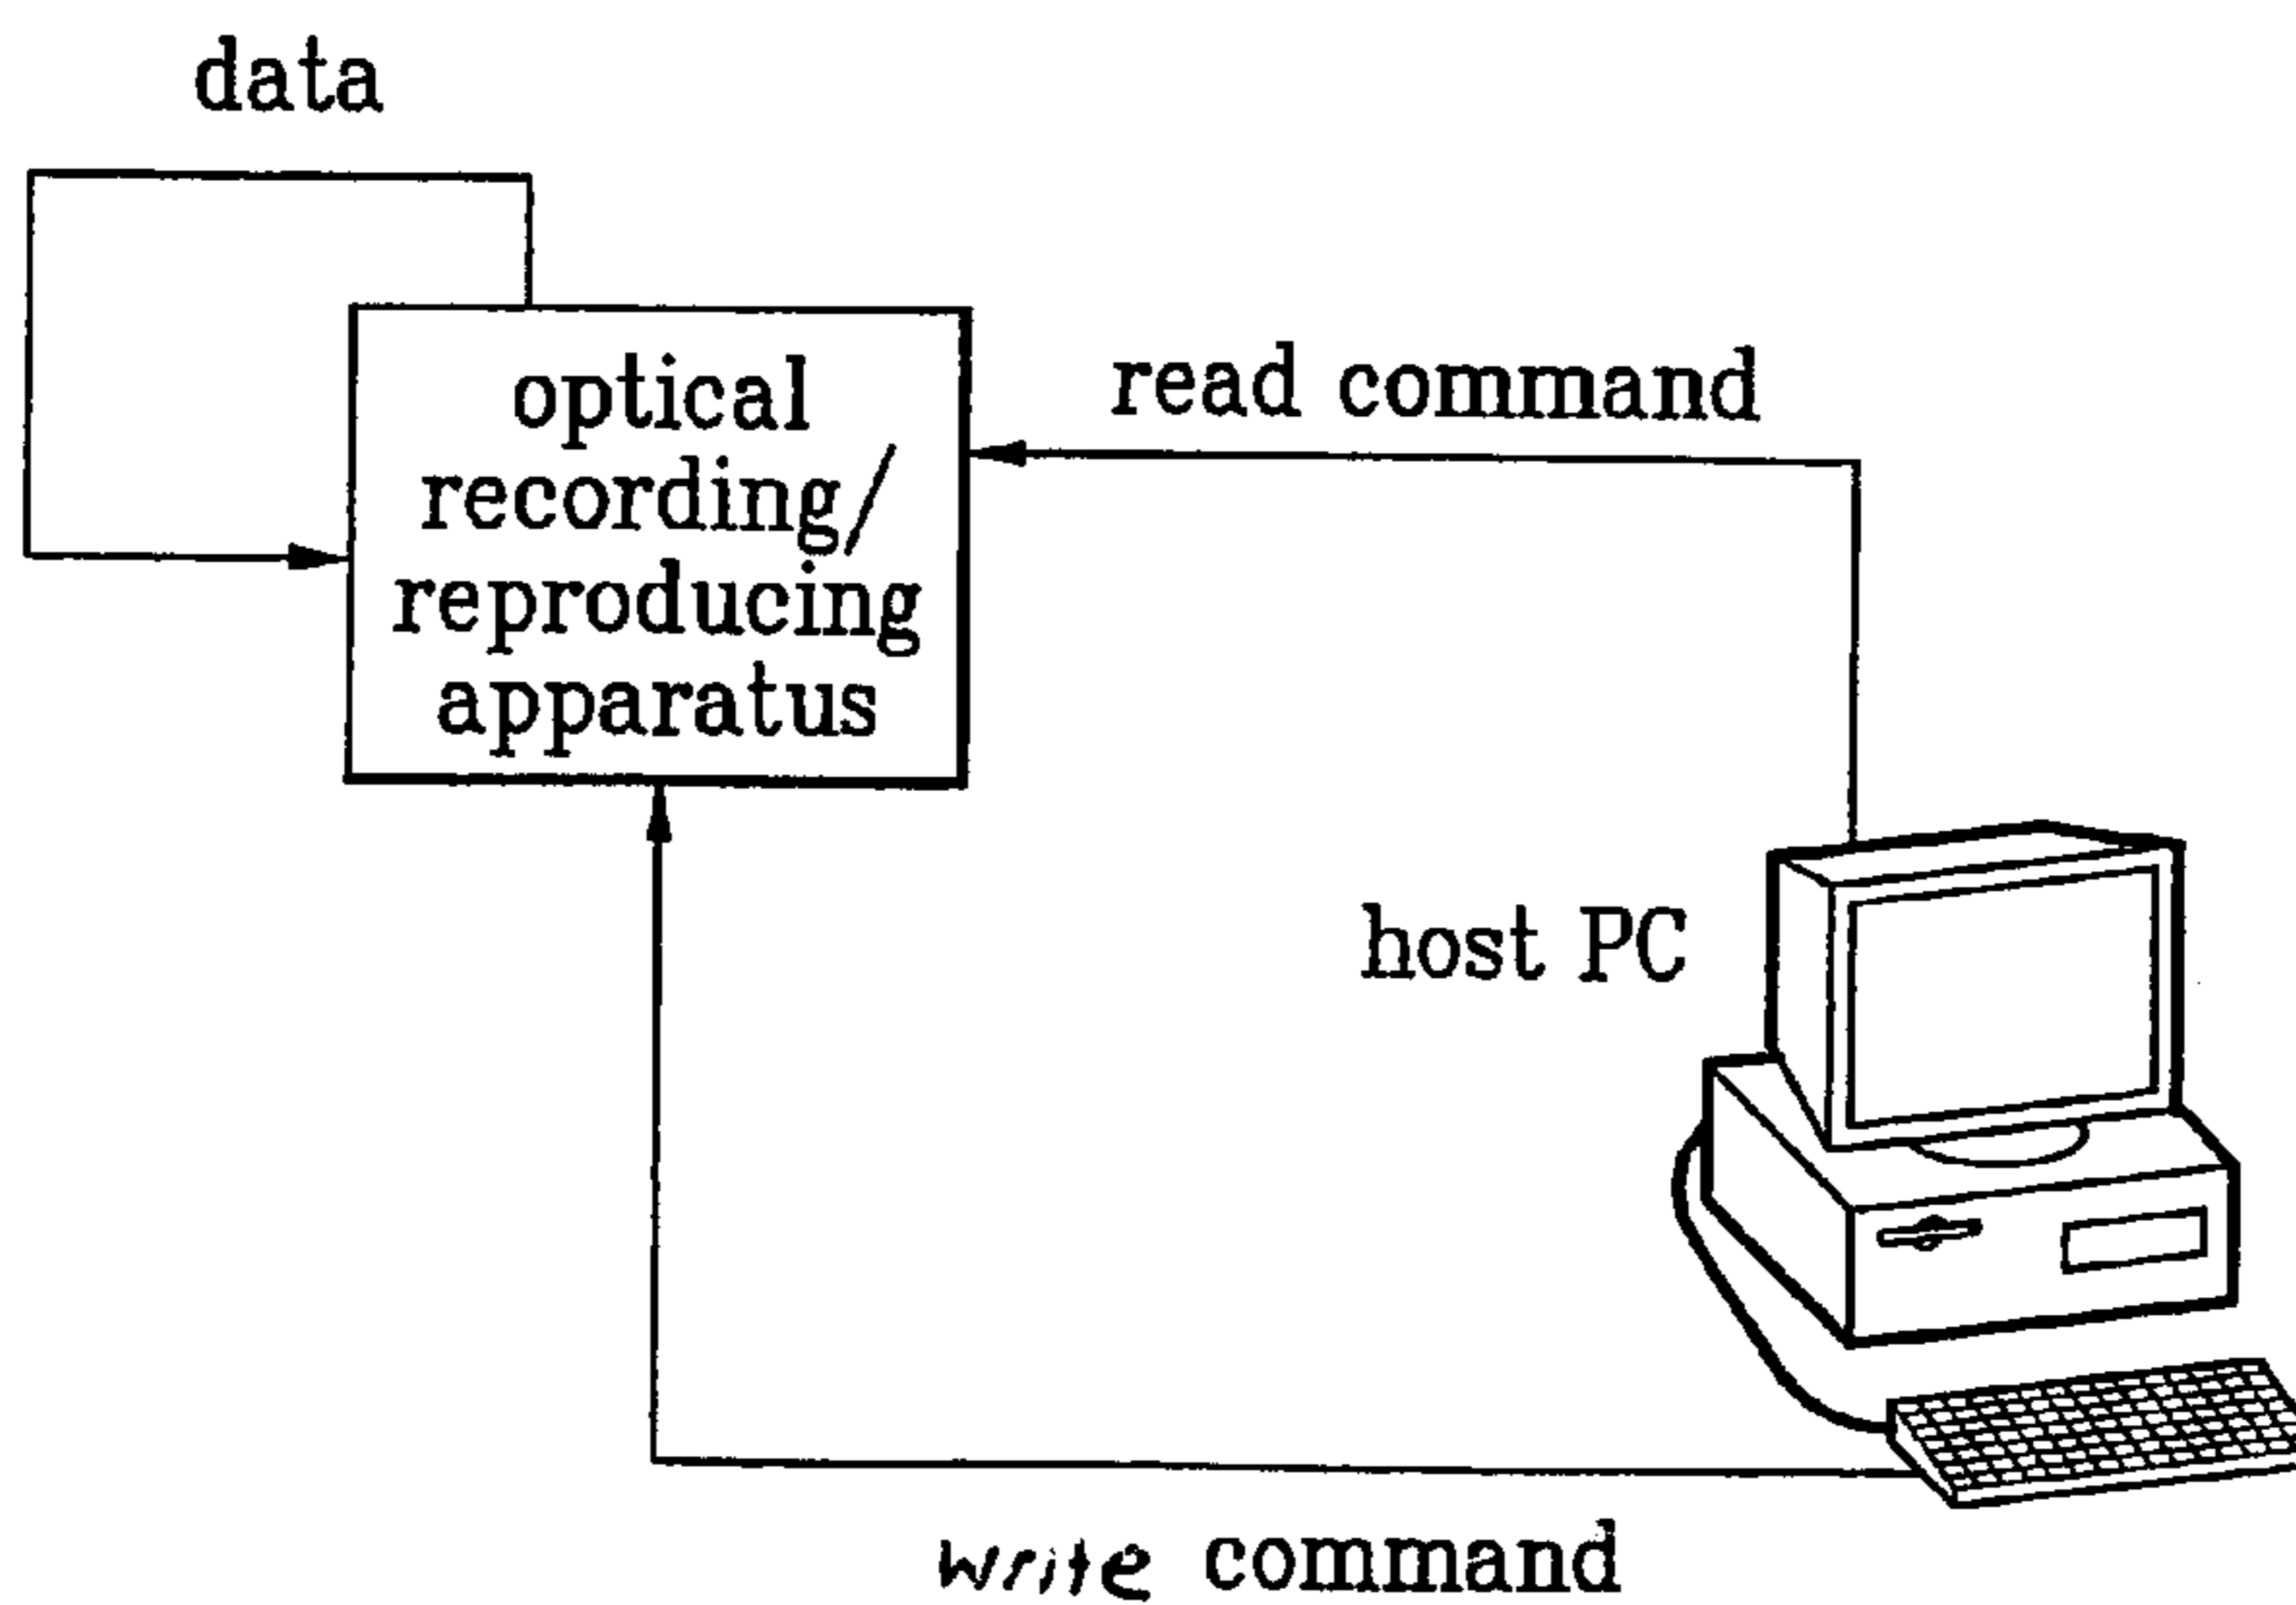 data
optical
recording/
reproducing
apparatus
read command
host PC
write command